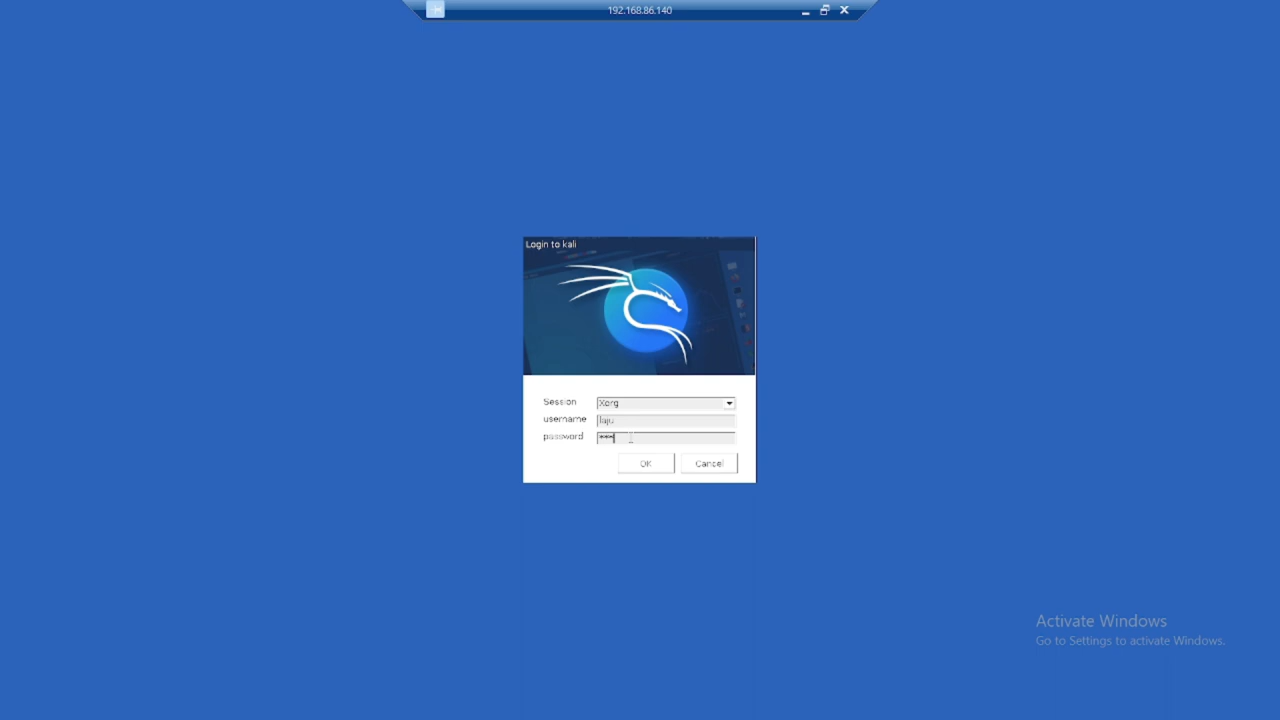 192.168.86.140
Login to kali
Session Xorg
username laju
password ***
OK Cancel
Activate Windows
Go to Settings to activate Windows.